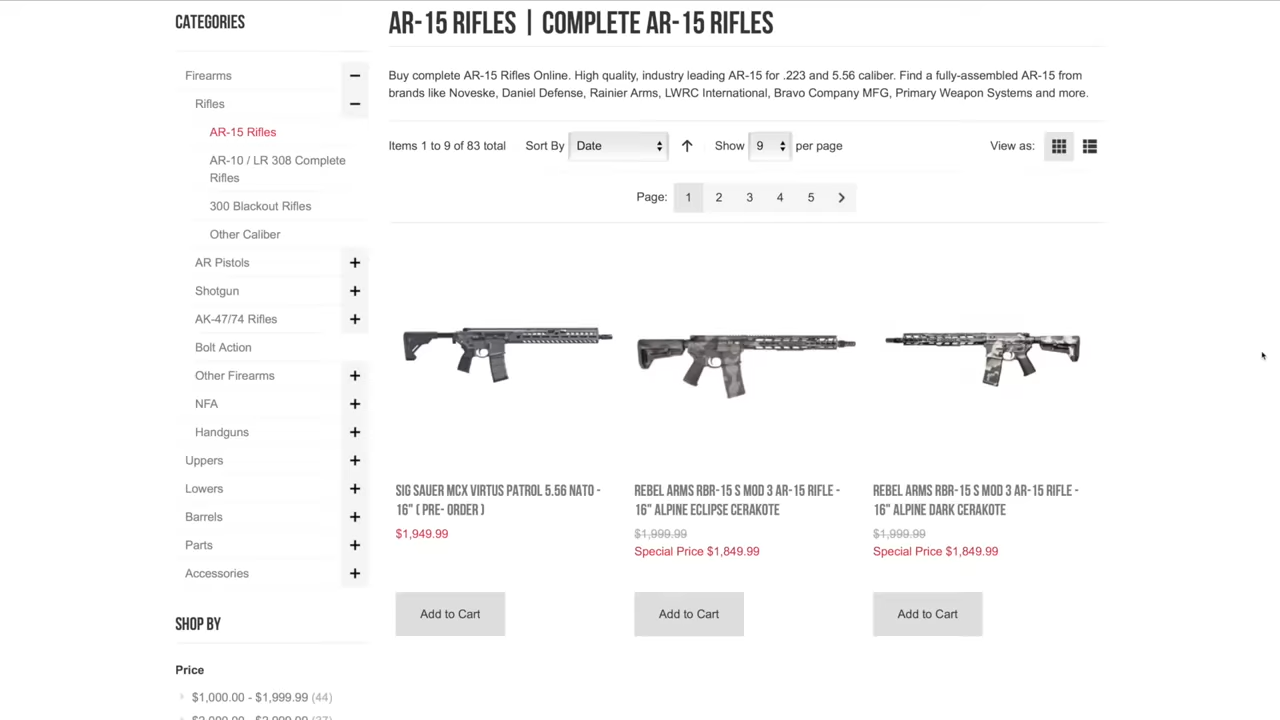 CATEGORIES
Firearms
Rifles
AR-15 Rifles
AR-10 / LR 308 Complete
Rifles
300 Blackout Rifles
Other Caliber
AR Pistols
Shotgun
AK-47/74 Rifles
Bolt Action
Other Firearms
NFA
Handguns
Uppers
Lowers
Barrels
Parts
Accessories
SHOP BY
Price
$1,000.00 - $1,999.99 (44)
$2,000.00 - $2,999.99 (37)
AR-15 RIFLES | COMPLETE AR-15 RIFLES
Buy complete AR-15 Rifles Online. High quality, industry leading AR-15 for .223 and 5.56 caliber. Find a fully-assembled AR-15 from
brands like Noveske, Daniel Defense, Rainier Arms, LWRC International, Bravo Company MFG, Primary Weapon Systems and more.
Items 1 to 9 of 83 total Sort By Date Show 9 per page View as:
Page: 1 2 3 4 5
SIG SAUER MCX VIRTUS PATROL 5.56 NATO -
16" ( PRE- ORDER )
$1,949.99
Add to Cart
REBEL ARMS RBR-15 S MOD 3 AR-15 RIFLE -
16" ALPINE ECLIPSE CERAKOTE
$1,999.99
Special Price $1,849.99
Add to Cart
REBEL ARMS RBR-15 S MOD 3 AR-15 RIFLE -
16" ALPINE DARK CERAKOTE
$1,999.99
Special Price $1,849.99
Add to Cart